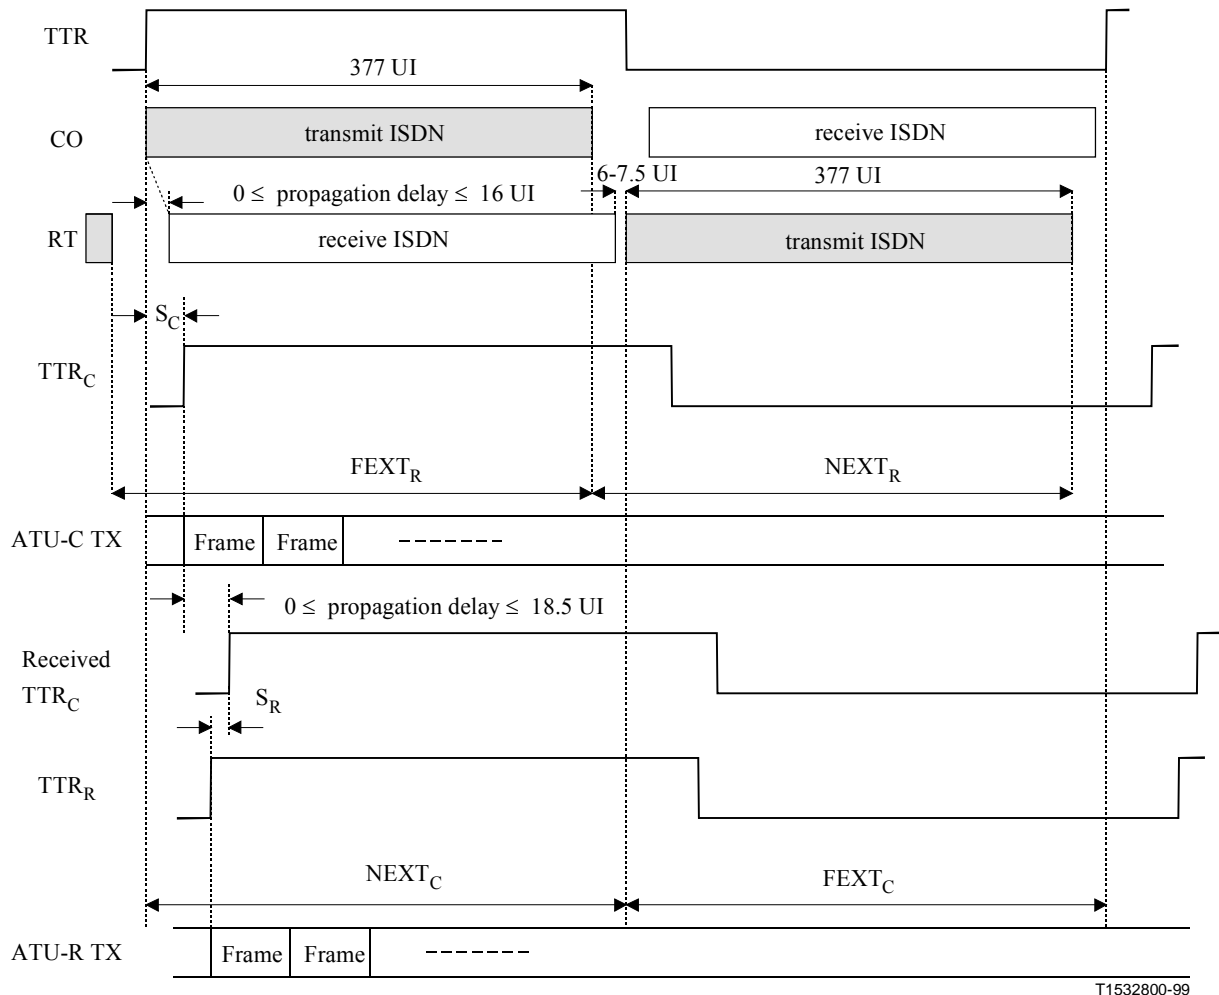 TTR
377 UI
CO
transmit ISDN
receive ISDN
6-7.5 UI
377 UI
0 ≤ propagation delay ≤ 16 UI
RT
receive ISDN
transmit ISDN
S_C
TTR_C
FEXT_R
NEXT_R
ATU-C TX
Frame
Frame
0 ≤ propagation delay ≤ 18.5 UI
Received
TTR_C
S_R
TTR_R
NEXT_C
FEXT_C
ATU-R TX
Frame
Frame
T1532800-99